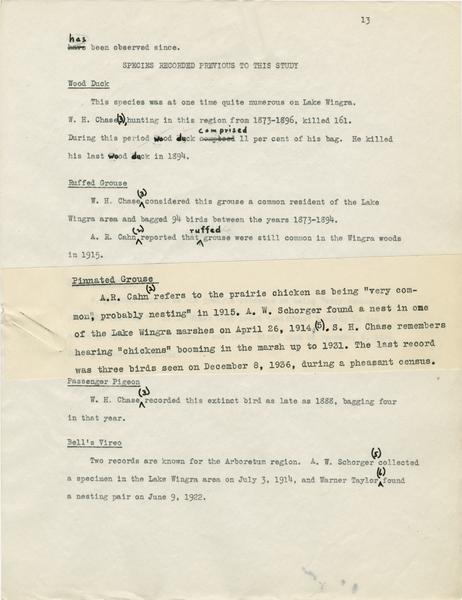 13
has
have been observed since.
SPECIES RECORDED PREVIOUS TO THIS STUDY
Wood Duck
This species was at one time quite numerous on Lake Wingra.
W. H. Chase(3)hunting in this region from 1873-1896, killed 161.
comprised
During this period wood duck 11 per cent of his bag. He killed
his last wood duck in 1894.
Ruffed Grouse
(3)
W. H. Chase considered this grouse a common resident of the Lake
Wingra area and bagged 94 birds between the years 1873-1894.
(2) ruffed
A. R. Cahn reported that grouse were still common in the Wingra woods
in 1915.
Pinnated Grouse
(2)
A.R. Cahn refers to the prairie chicken as being "very com-
mon, probably nesting" in 1915. A. W. Schorger found a nest in one
of the Lake Wingra marshes on April 26, 1914 (5). S. H. Chase remembers
hearing "chickens" booming in the marsh up to 1931. The last record
was three birds seen on December 8, 1936, during a pheasant census.
Passenger Pigeon
(3)
W. H. Chase recorded this extinct bird as late as 1888, bagging four
in that year.
Bell's Vireo
(5)
Two records are known for the Arboretum region. A. W. Schorger collected
(6)
a specimen in the Lake Wingra area on July 3, 1914, and Warner Taylor found
a nesting pair on June 9, 1922.